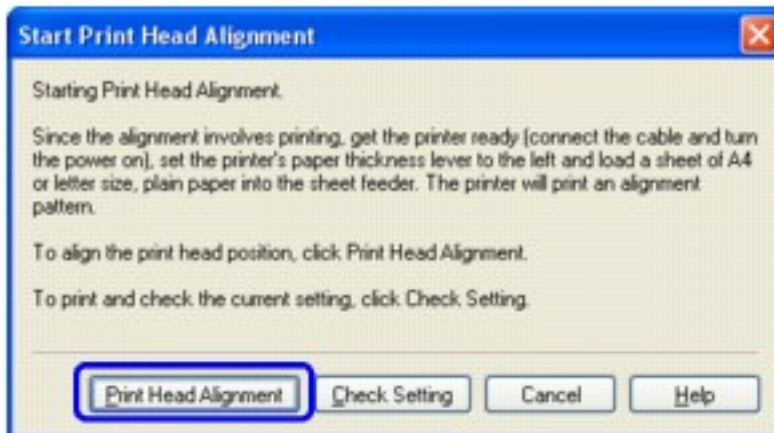 Start Print Head Alignment
Starting Print Head Alignment.
Since the alignment involves printing, get the printer ready (connect the cable and turn
the power on), set the printer's paper thickness lever to the left and load a sheet of A4
or letter size, plain paper into the sheet feeder. The printer will print an alignment
pattern.
To align the print head position, click Print Head Alignment.
To print and check the current setting, click Check Setting.
Print Head Alignment Check Setting Cancel Help